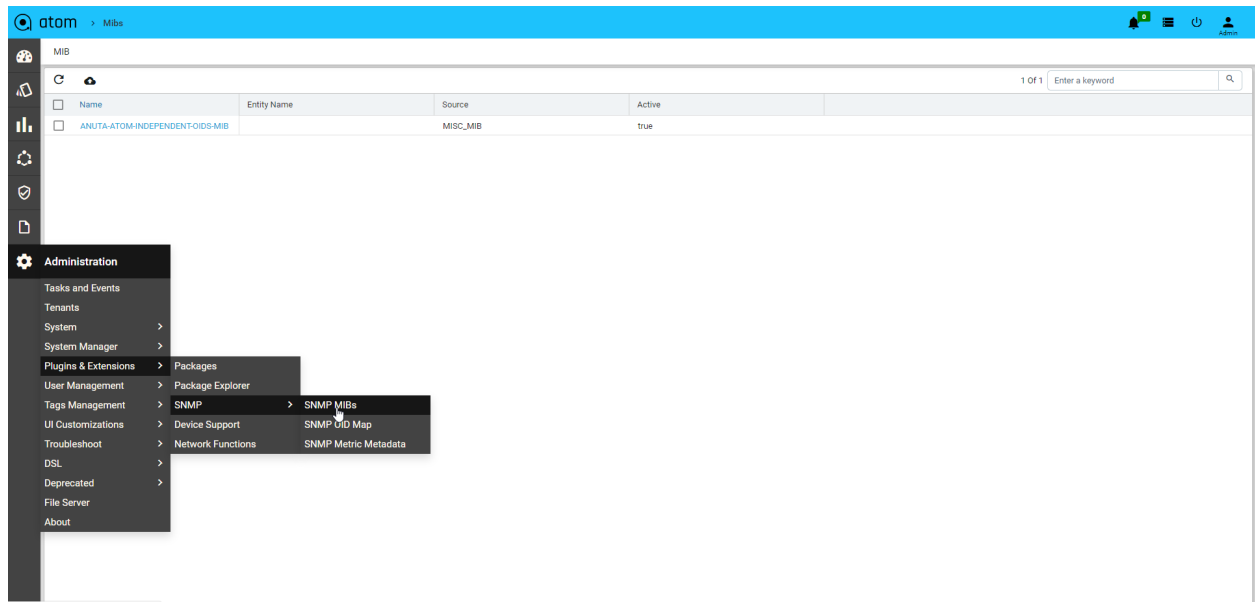 atom > Mibs
0
Admin
MIB
1 Of 1 Enter a keyword
Name Entity Name Source Active
ANUTA-ATOM-INDEPENDENT-OIDS-MIB MISC_MIB true
Administration
Tasks and Events
Tenants
System
System Manager
Plugins & Extensions Packages
User Management Package Explorer
Tags Management SNMP SNMP MIBs
UI Customizations Device Support SNMP OID Map
Troubleshoot Network Functions SNMP Metric Metadata
DSL
Deprecated
File Server
About